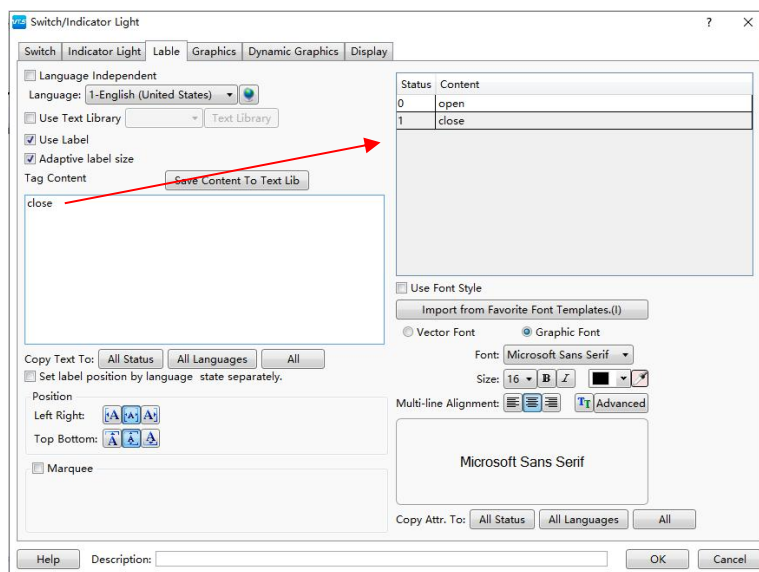 Switch/Indicator Light
? X
Switch Indicator Light Lable Graphics Dynamic Graphics Display
Language Independent
Language: 1-English (United States)
Use Text Library Text Library
Use Label
Adaptive label size
Tag Content Save Content To Text Lib
close
Copy Text To: All Status All Languages All
Set label position by language state separately.
Position
Left Right: A A A
Top Bottom: A A A
Marquee
Status Content
0 open
1 close
Use Font Style
Import from Favorite Font Templates.(I)
Vector Font Graphic Font
Font: Microsoft Sans Serif
Size: 16 B I
Multi-line Alignment: TT Advanced
Microsoft Sans Serif
Copy Attr. To: All Status All Languages All
Help Description: OK Cancel